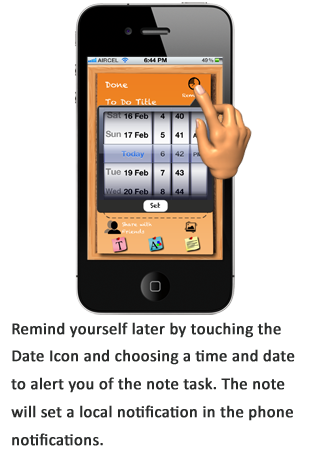 AIRCEL 6:44 PM 49%
Done
To Do Title
Sat 16 Feb 4 40
Sun 17 Feb 5 41
Today 6 42 PM
Tue 19 Feb 7 43
Wed 20 Feb 8 44
Set
Share with
Friends
Remind yourself later by touching the
Date Icon and choosing a time and date
to alert you of the note task. The note
will set a local notification in the phone
notifications.